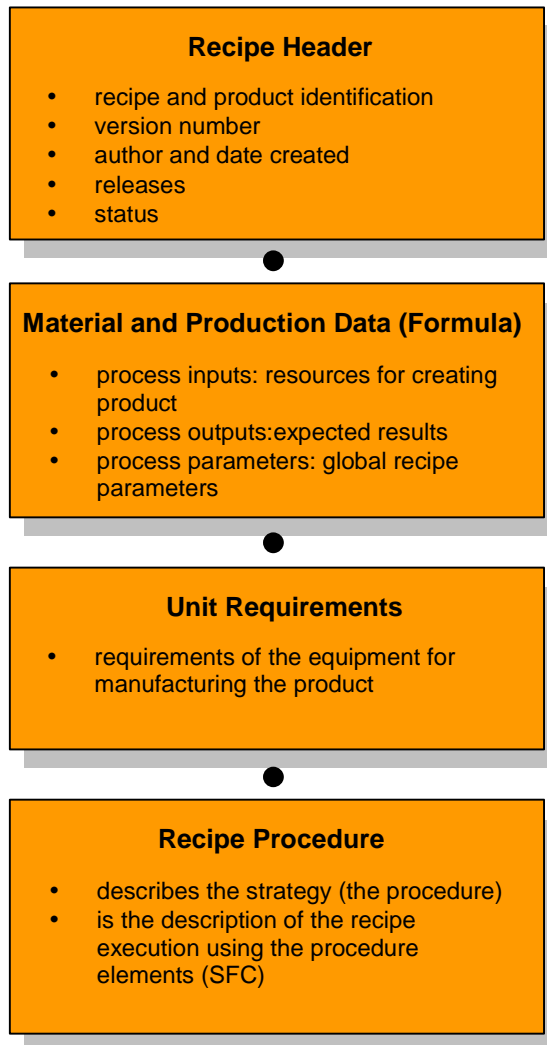 Recipe Header
• recipe and product identification
• version number
• author and date created
• releases
• status
Material and Production Data (Formula)
• process inputs: resources for creating
product
• process outputs:expected results
• process parameters: global recipe
parameters
Unit Requirements
• requirements of the equipment for
manufacturing the product
Recipe Procedure
• describes the strategy (the procedure)
• is the description of the recipe
execution using the procedure
elements (SFC)